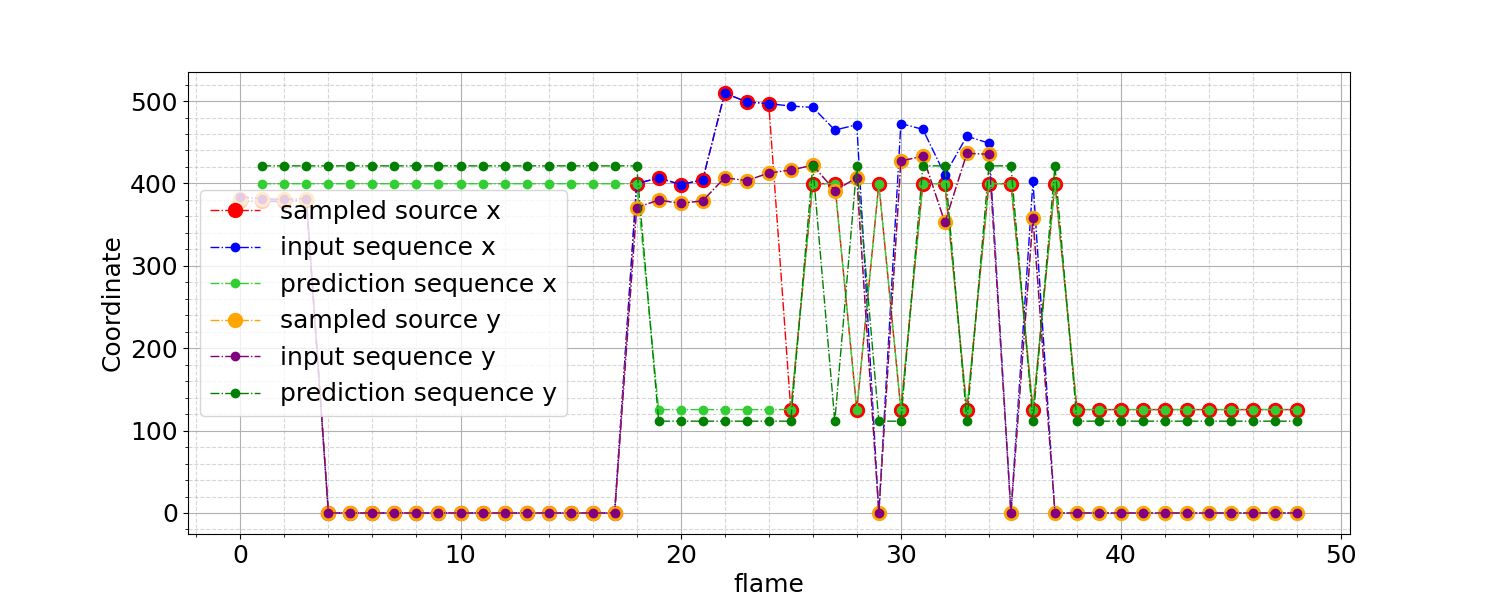 500
400
300
200
100
0
Coordinate
sampled source x
input sequence x
prediction sequence x
sampled source y
input sequence y
prediction sequence y
0 10 20 30 40 50
flame